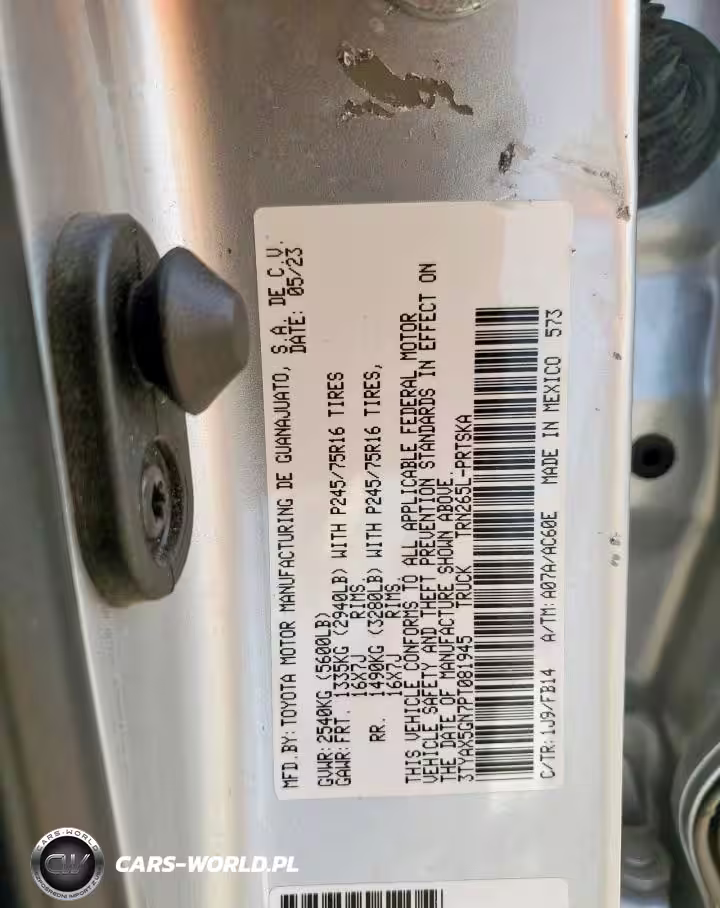 MFD.BY: TOYOTA MOTOR MANUFACTURING DE GUANAJUATO, S.A. DE C.V.
DATE: 05/23
GVWR: 2540KG (5600LB)
GAWR: FRT. 1335KG (2940LB) WITH P245/75R16 TIRES
16X7J RIMS
RR. 1490KG (3280LB) WITH P245/75R16 TIRES,
16X7J RIMS
THIS VEHICLE CONFORMS TO ALL APPLICABLE FEDERAL MOTOR
VEHICLE SAFETY AND THEFT PREVENTION STANDARDS IN EFFECT ON
THE DATE OF MANUFACTURE SHOWN ABOVE.
3TYAX5GN7PT081945 TRUCK TRN265L-PRTSKA
C/TR: 1J9/FB14 A/TM: A07A/AC60E MADE IN MEXICO 573
CARS-WORLD
CW
CARS-WORLD.PL